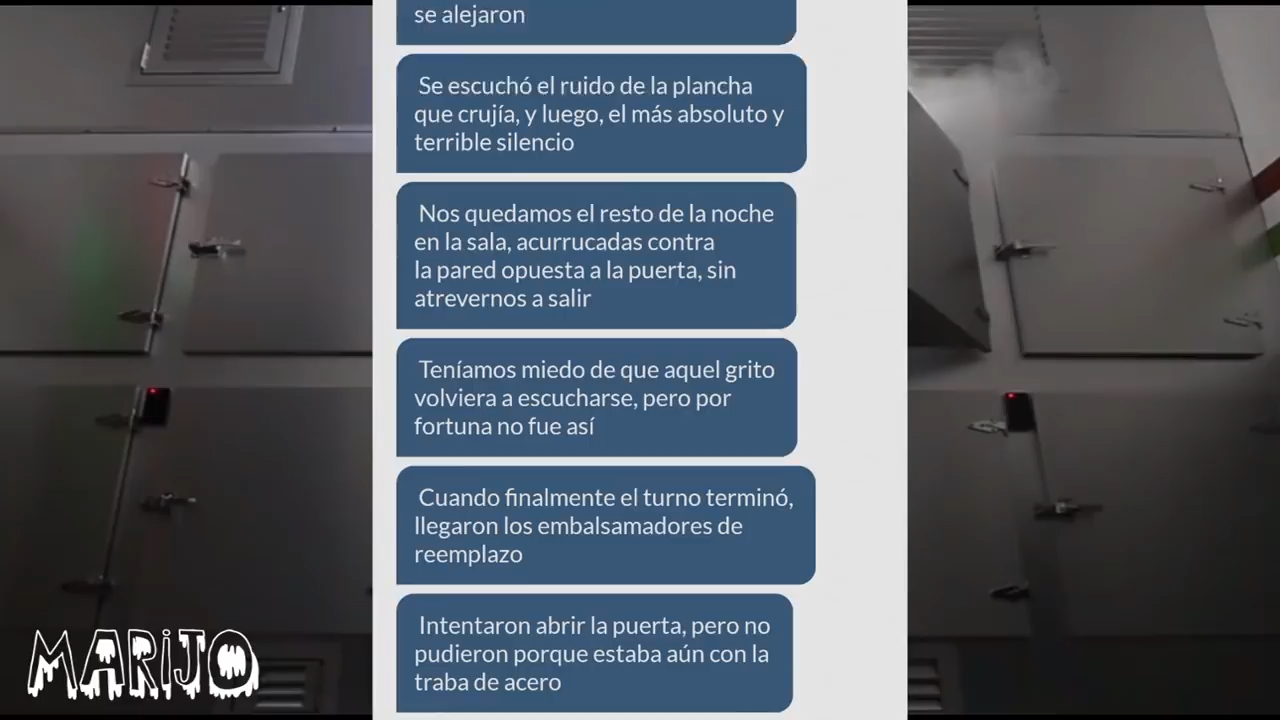 se alejaron
Se escuchó el ruido de la plancha
que crujía, y luego, el más absoluto y
terrible silencio
Nos quedamos el resto de la noche
en la sala, acurrucadas contra
la pared opuesta a la puerta, sin
atrevernos a salir
Teníamos miedo de que aquel grito
volviera a escucharse, pero por
fortuna no fue así
Cuando finalmente el turno terminó,
llegaron los embalsamadores de
reemplazo
Intentaron abrir la puerta, pero no
pudieron porque estaba aún con la
traba de acero
MARiJO